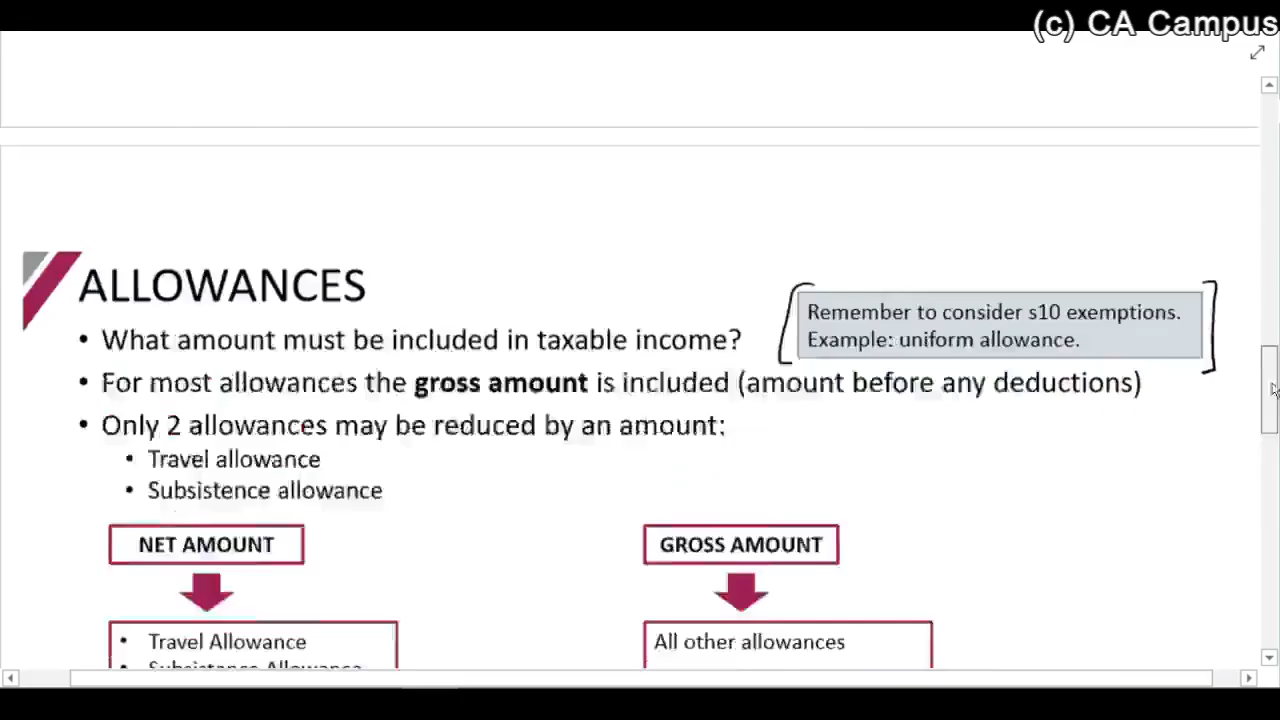 (c) CA Campus
ALLOWANCES
Remember to consider s10 exemptions.
Example: uniform allowance.
• What amount must be included in taxable income?
• For most allowances the gross amount is included (amount before any deductions)
• Only 2 allowances may be reduced by an amount:
• Travel allowance
• Subsistence allowance
NET AMOUNT
GROSS AMOUNT
• Travel Allowance
All other allowances
• Subsistance Allowance